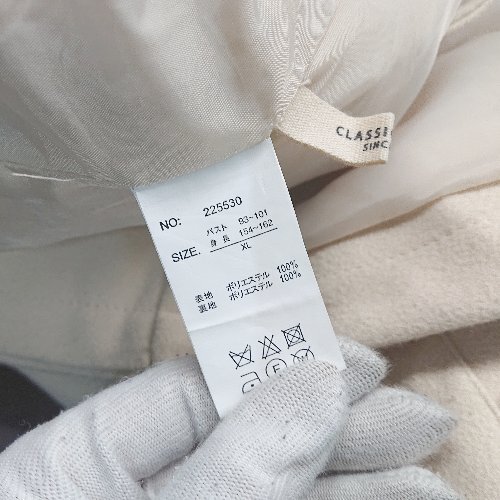 CLASS
SINC
NO: 225530
バスト 93~101
SIZE. 身長 154~162
XL
表地 ポリエステル 100%
裏地 ポリエステル 100%
F